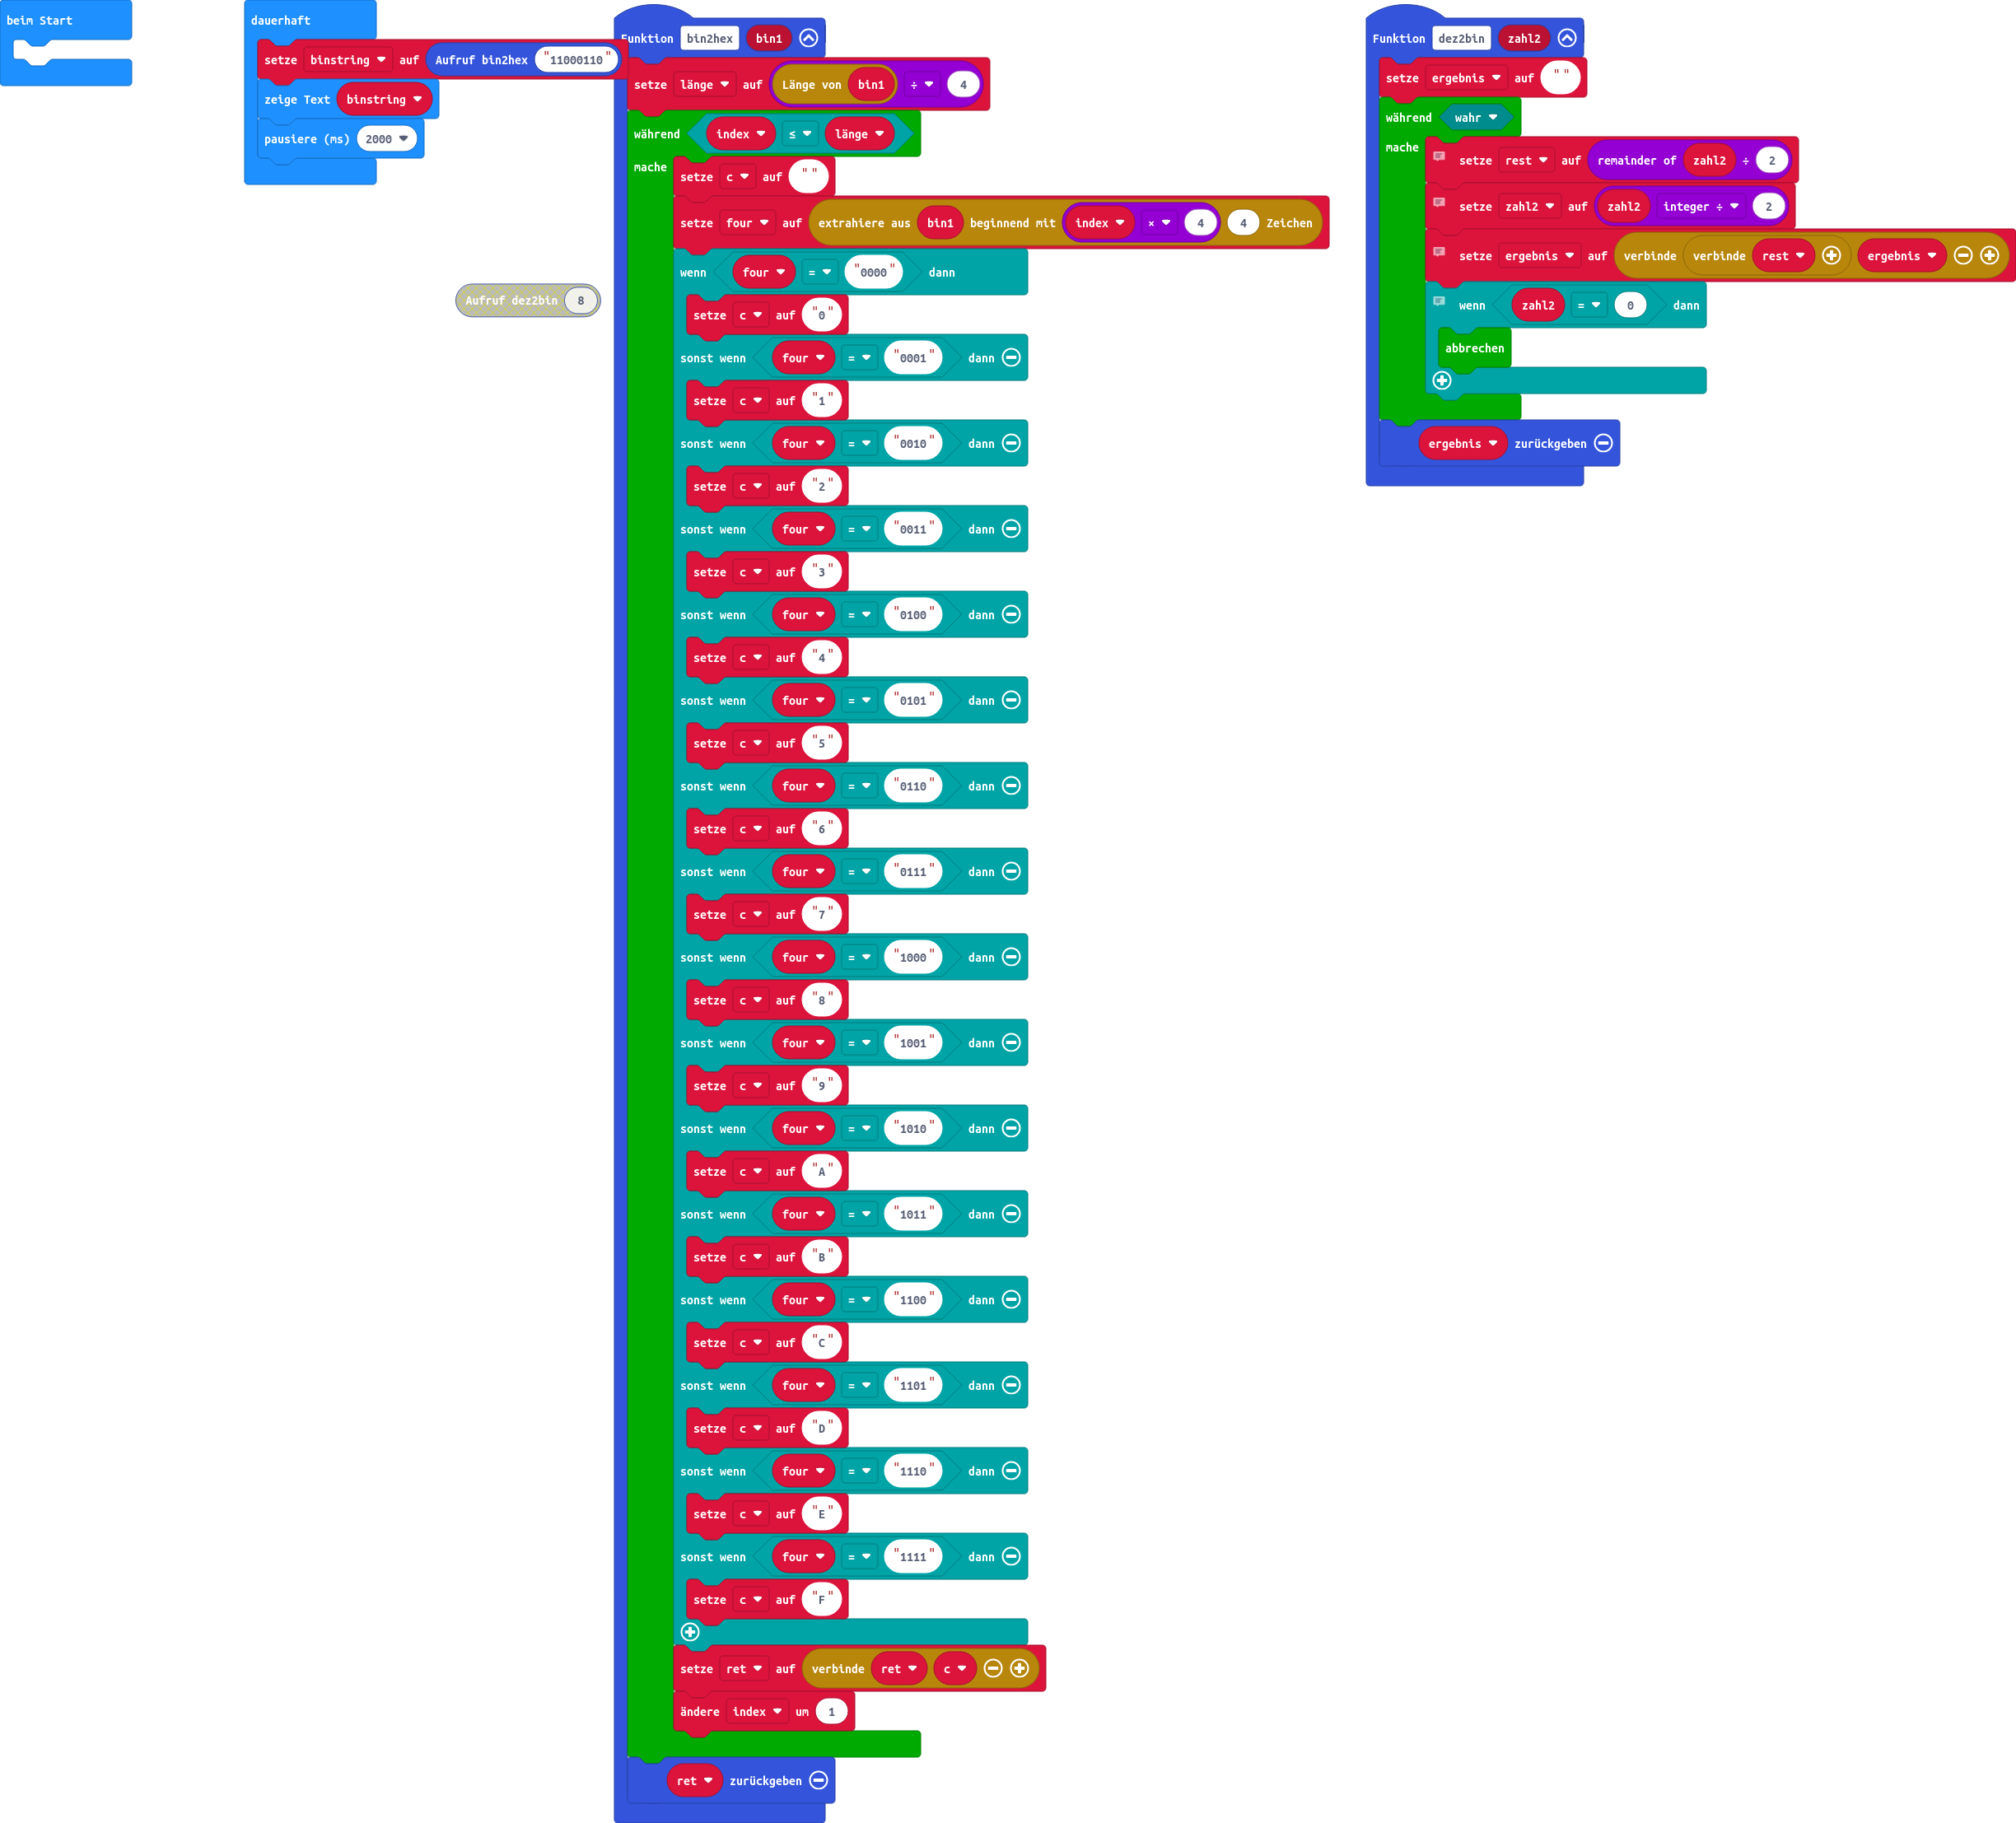 beim Start
dauerhaft
setze binstring auf Aufruf bin2hex "11000110"
zeige Text binstring
pausiere (ms) 2000
Aufruf dez2bin 8
Funktion bin2hex bin1
setze länge auf Länge von bin1 ÷ 4
während index ≤ länge
mache
setze c auf " "
setze four auf extrahiere aus bin1 beginnend mit index × 4 4 Zeichen
wenn four = "0000" dann
setze c auf "0"
sonst wenn four = "0001" dann
setze c auf "1"
sonst wenn four = "0010" dann
setze c auf "2"
sonst wenn four = "0011" dann
setze c auf "3"
sonst wenn four = "0100" dann
setze c auf "4"
sonst wenn four = "0101" dann
setze c auf "5"
sonst wenn four = "0110" dann
setze c auf "6"
sonst wenn four = "0111" dann
setze c auf "7"
sonst wenn four = "1000" dann
setze c auf "8"
sonst wenn four = "1001" dann
setze c auf "9"
sonst wenn four = "1010" dann
setze c auf "A"
sonst wenn four = "1011" dann
setze c auf "B"
sonst wenn four = "1100" dann
setze c auf "C"
sonst wenn four = "1101" dann
setze c auf "D"
sonst wenn four = "1110" dann
setze c auf "E"
sonst wenn four = "1111" dann
setze c auf "F"
setze ret auf verbinde ret c
ändere index um 1
ret zurückgeben
Funktion dez2bin zahl2
setze ergebnis auf " "
während wahr
mache
setze rest auf remainder of zahl2 ÷ 2
setze zahl2 auf zahl2 integer ÷ 2
setze ergebnis auf verbinde verbinde rest ergebnis
wenn zahl2 = 0 dann
abbrechen
ergebnis zurückgeben